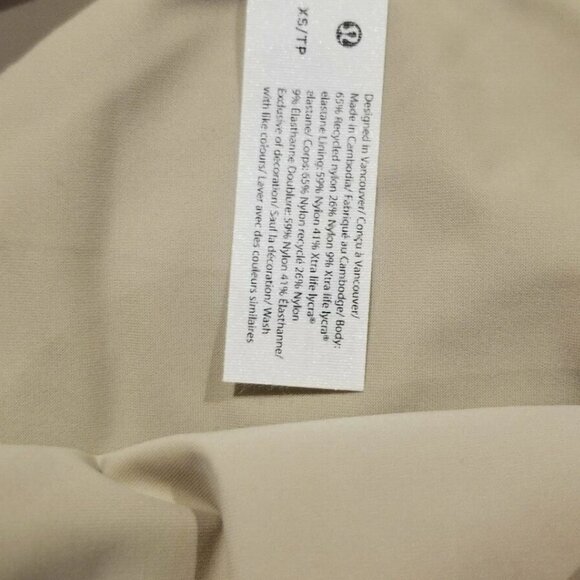 XS/TP
Designed in Vancouver/ Conçu à Vancouver/
Made in Cambodia/ Fabriqué au Cambodge/ Body:
65% Recycled nylon 26% Nylon 9% Xtra life lycra®
elastane Lining: 59% Nylon 41% Xtra life lycra®
elastane/ Corps: 65% Nylon recyclé 26% Nylon
9% Élasthanne Doublure: 59% Nylon 41% Élasthanne/
Exclusive of decoration/ Sauf la décoration/ Wash
with like colours/ Laver avec des couleurs similaires